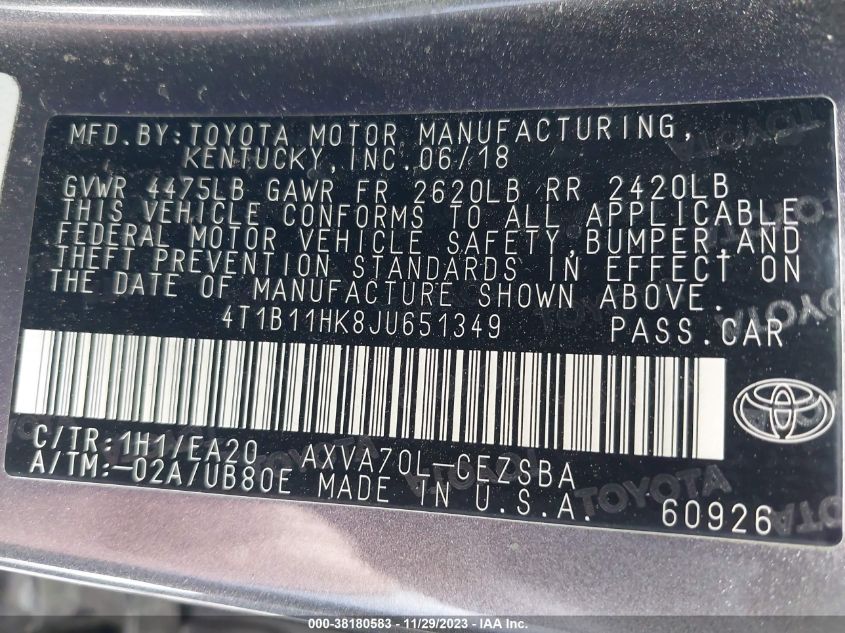 MFD.BY:TOYOTA MOTOR MANUFACTURING,
KENTUCKY,INC.06/18
GVWR 4475LB GAWR FR 2620LB RR 2420LB
THIS VEHICLE CONFORMS TO ALL APPLICABLE
FEDERAL MOTOR VEHICLE SAFETY,BUMPER,AND
THEFT PREVENTION STANDARDS IN EFFECT ON
THE DATE OF MANUFACTURE SHOWN ABOVE.
4T1B11HK8JU651349 PASS.CAR
C/TR:1H1/EA20 AXVA70L-CEZSBA
A/TM:-02A/UB80E MADE IN U.S.A.
60926
TOYOTA
000-38180583 - 11/29/2023 - IAA Inc.